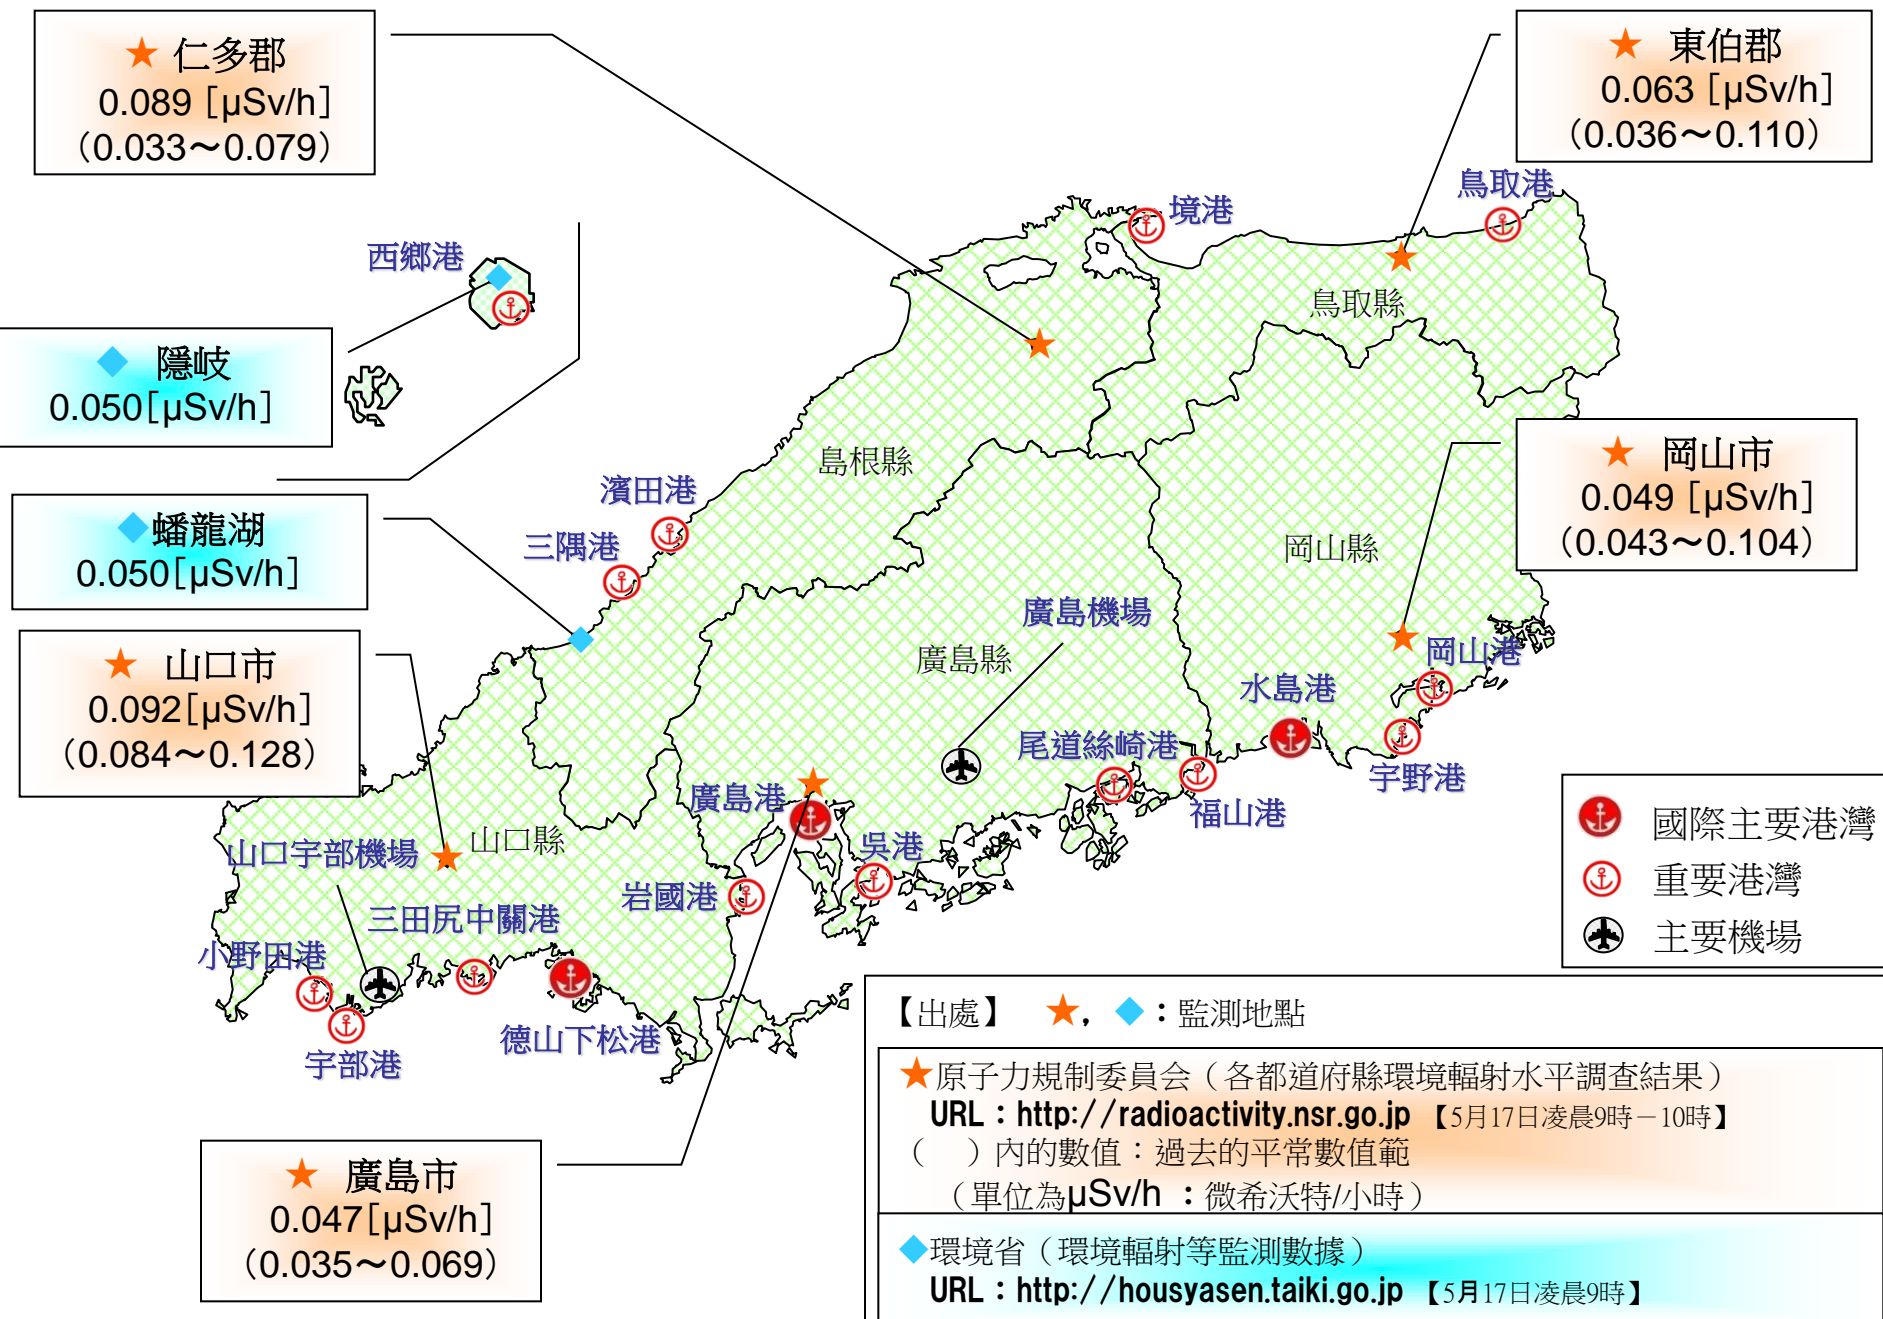 ★ 仁多郡
0.089 [μSv/h]
（0.033～0.079）
★ 東伯郡
0.063 [μSv/h]
（0.036～0.110）
鳥取港
境港
西鄉港
鳥取縣
◆ 隱岐
0.050[μSv/h]
島根縣
★ 岡山市
0.049 [μSv/h]
（0.043～0.104）
濱田港
三隅港
◆蟠龍湖
0.050[μSv/h]
岡山縣
廣島機場
廣島縣
岡山港
★ 山口市
0.092[μSv/h]
（0.084～0.128）
水島港
尾道絲崎港
宇野港
廣島港
福山港
山口縣
山口宇部機場
吳港
岩國港
三田尻中關港
小野田港
德山下松港
宇部港
國際主要港灣
重要港灣
主要機場
★ 廣島市
0.047[μSv/h]
（0.035～0.069）
【出處】 ★，◆：監測地點
★原子力規制委員会（各都道府縣環境輻射水平調查結果）
URL：http://radioactivity.nsr.go.jp 【5月17日凌晨9時－10時】
（ ）內的數值：過去的平常數值範
（單位為μSv/h ：微希沃特/小時）
◆環境省（環境輻射等監測數據）
URL：http://housyasen.taiki.go.jp 【5月17日凌晨9時】